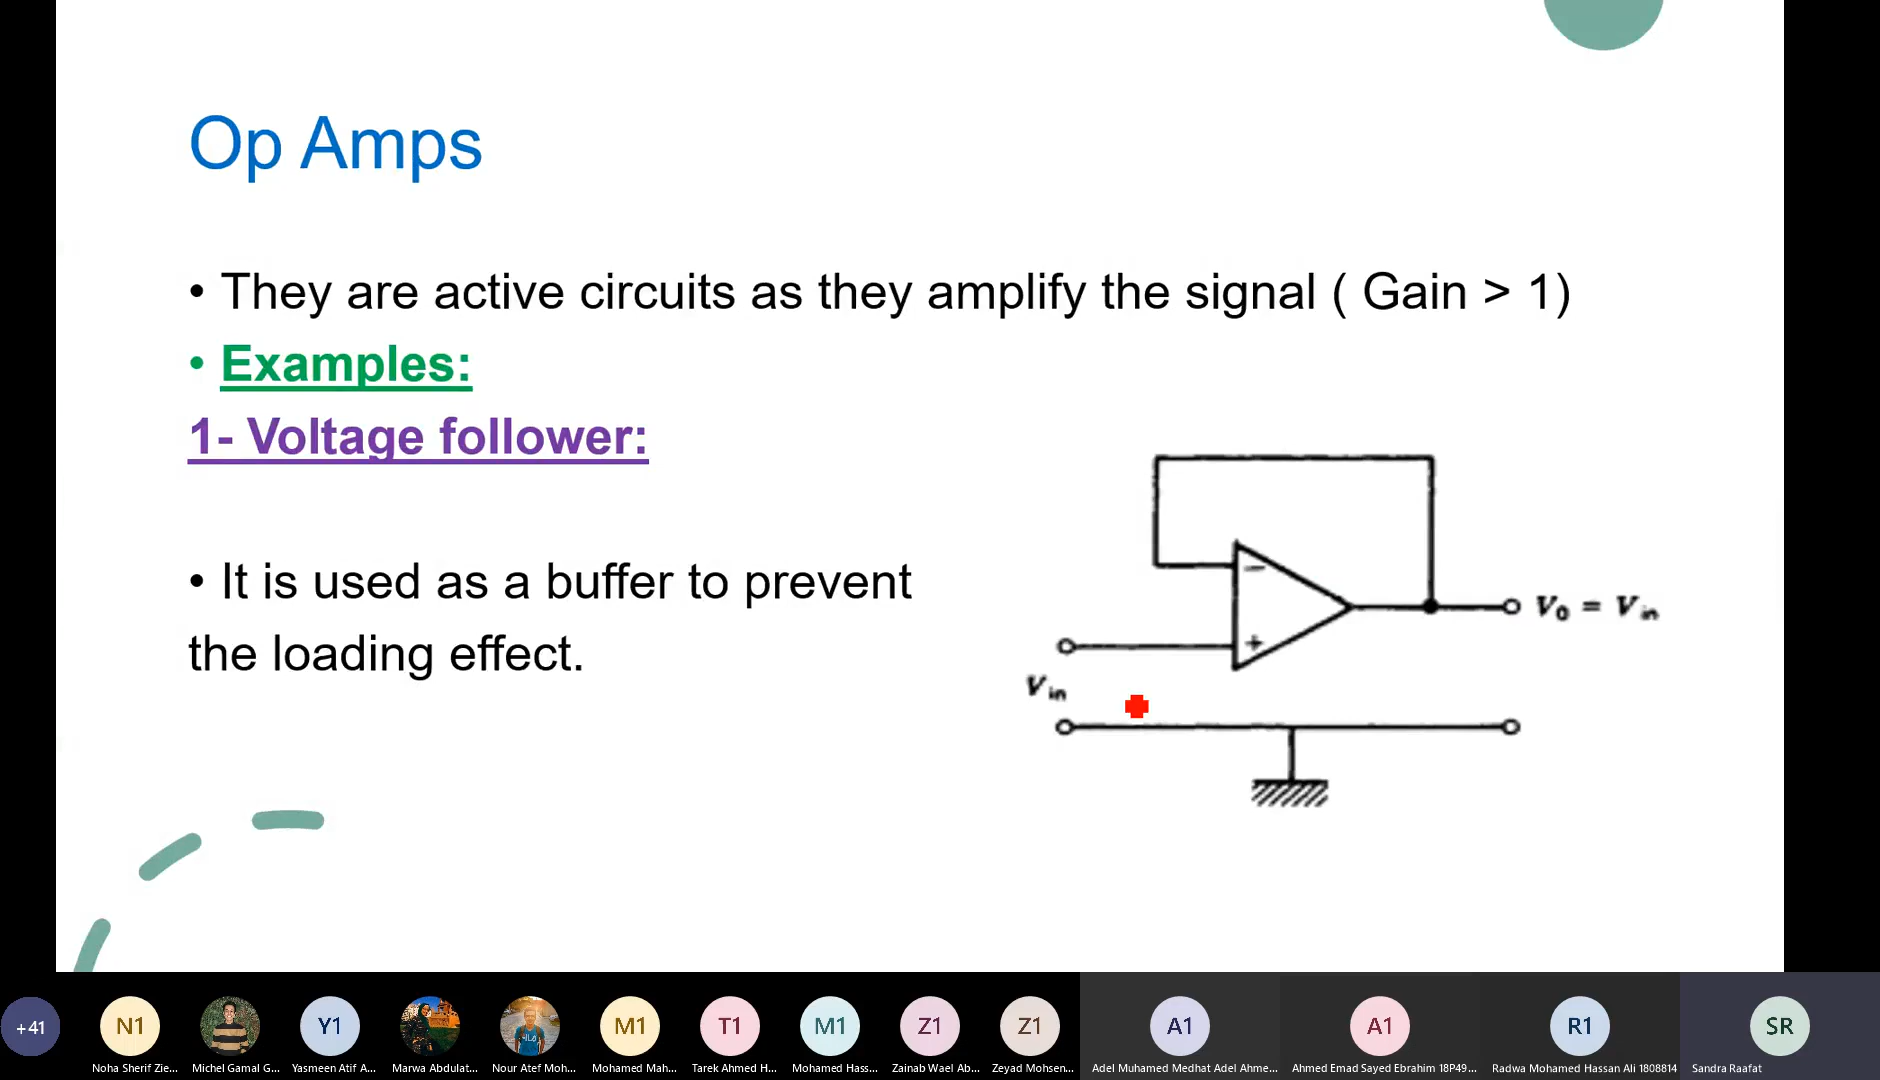 Op Amps
• They are active circuits as they amplify the signal ( Gain > 1)
• Examples:
1- Voltage follower:
• It is used as a buffer to prevent
the loading effect.
−
+
V0 = Vin
Vin
+41
N1
Y1
M1
T1
M1
Z1
Z1
A1
A1
R1
SR
Noha Sherif Zie...
Michel Gamal G...
Yasmeen Atif A...
Marwa Abdulat...
Nour Atef Moh...
Mohamed Mah...
Tarek Ahmed H...
Mohamed Hass...
Zainab Wael Ab...
Zeyad Mohsen...
Adel Muhamed Medhat Adel Ahme...
Ahmed Emad Sayed Ebrahim 18P49...
Radwa Mohamed Hassan Ali 1808814
Sandra Raafat